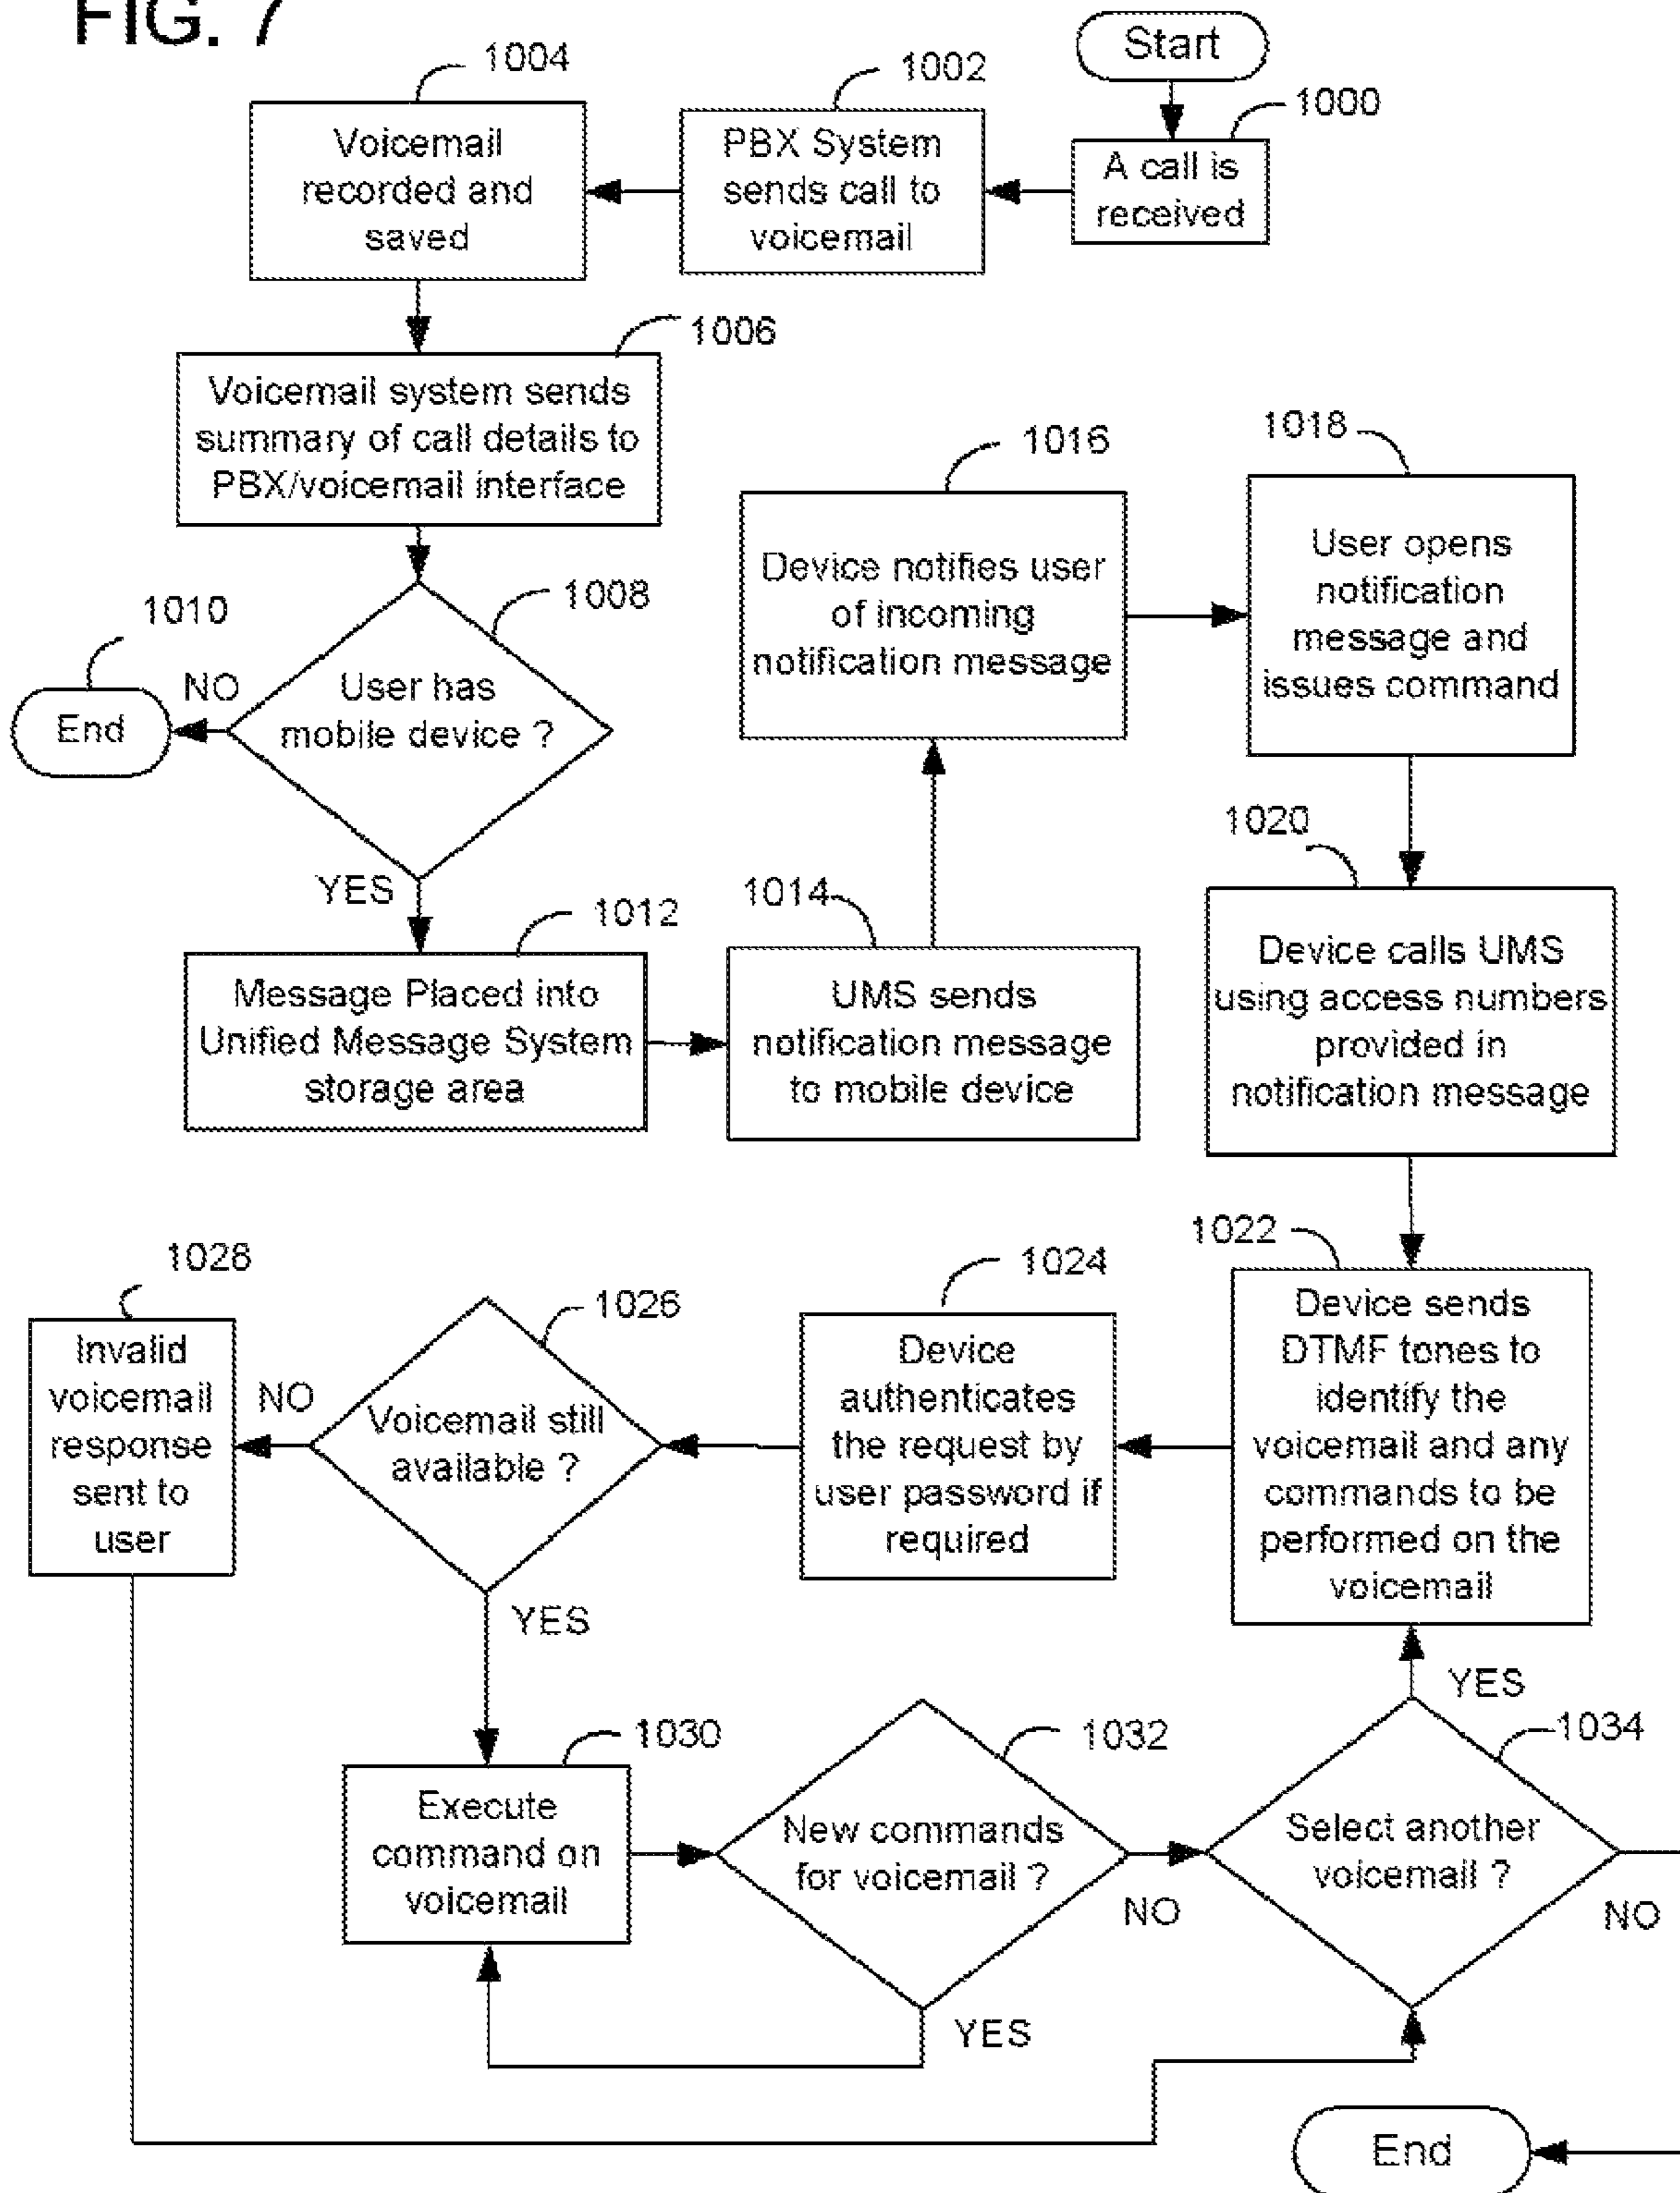 FIG. 7
Start
1000
A call is
received
1002
PBX System
sends call to
voicemail
1004
Voicemail
recorded and
saved
1006
Voicemail system sends
summary of call details to
PBX/voicemail interface
1008
User has
mobile device ?
NO
1010
End
YES
1012
Message Placed into
Unified Message System
storage area
1014
UMS sends
notification message
to mobile device
1016
Device notifies user
of incoming
notification message
1018
User opens
notification
message and
issues command
1020
Device calls UMS
using access numbers
provided in
notification message
1022
Device sends
DTMF tones to
identify the
voicemail and any
commands to be
performed on the
voicemail
1024
Device
authenticates
the request by
user password if
required
1026
Voicemail still
available ?
NO
1028
Invalid
voicemail
response
sent to
user
YES
1030
Execute
command on
voicemail
1032
New commands
for voicemail ?
YES
NO
1034
Select another
voicemail ?
YES
NO
End